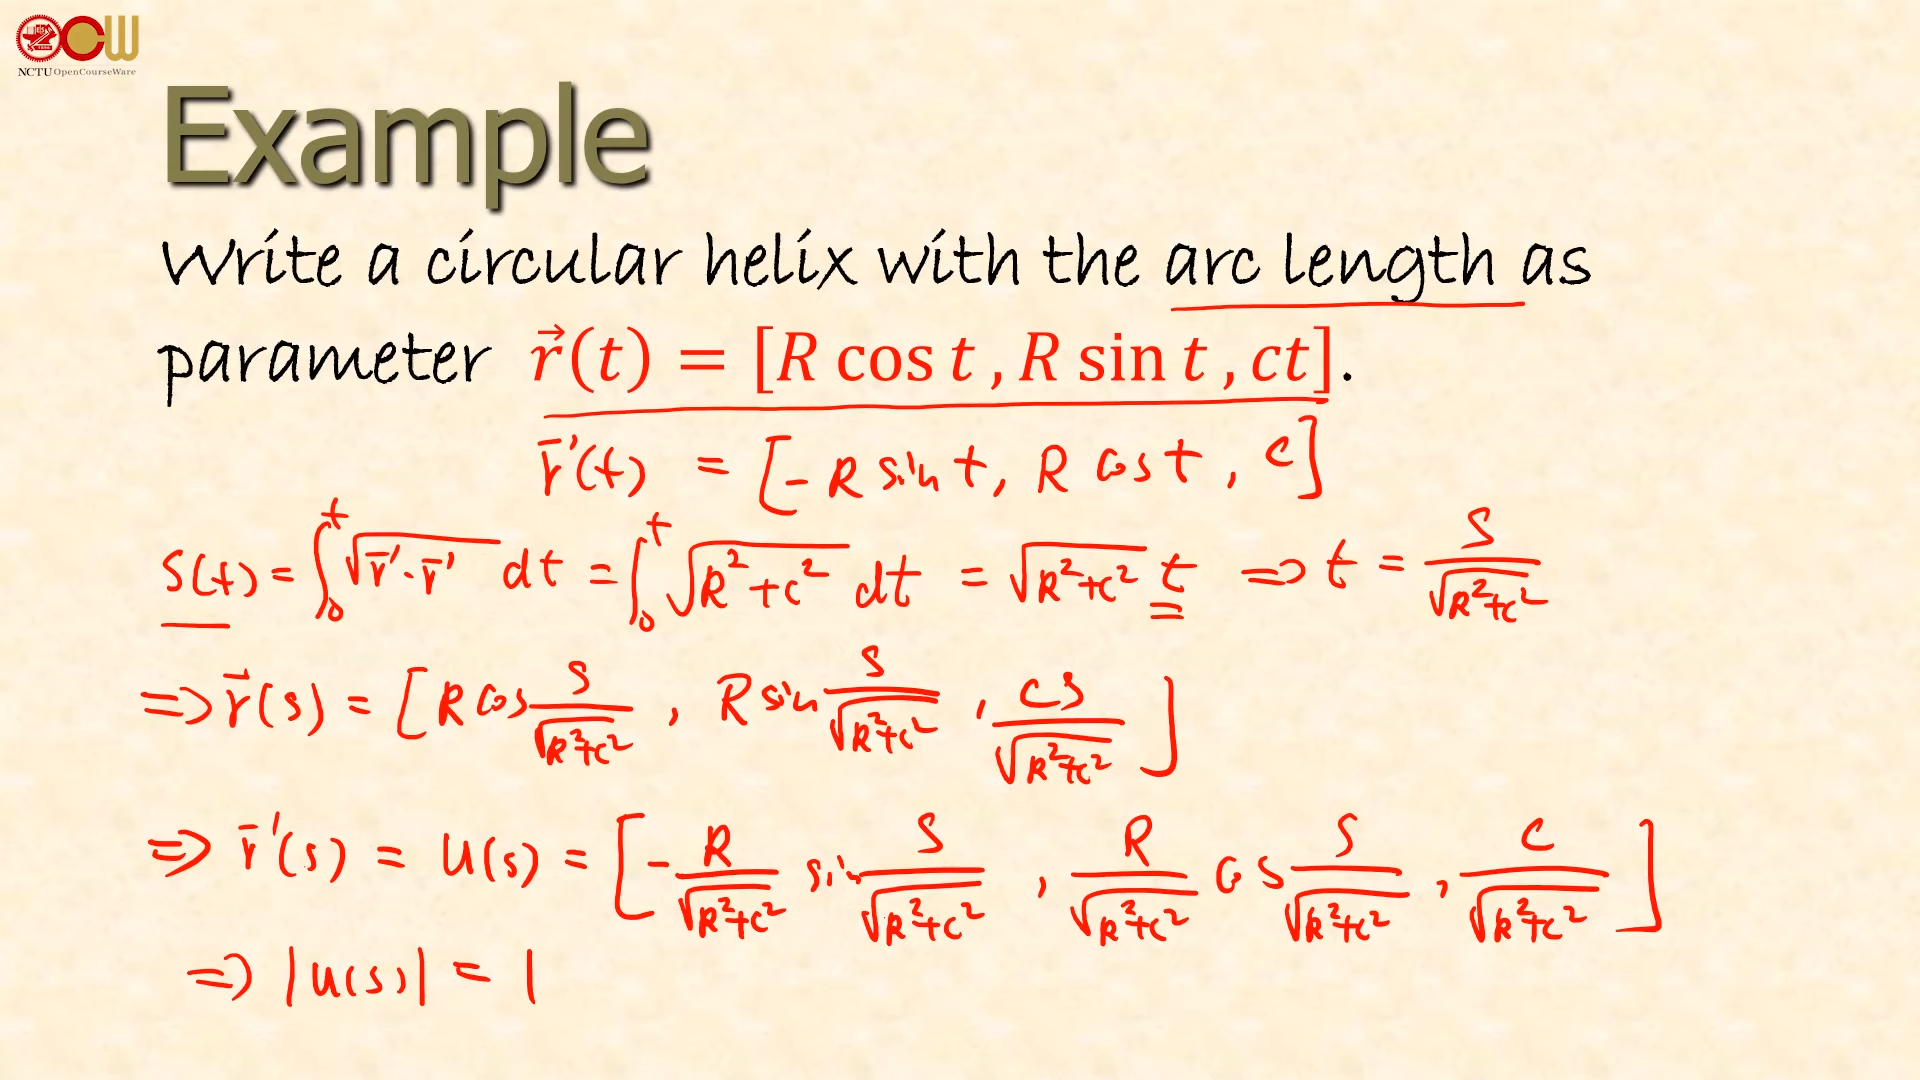 NCTU OpenCourseWare
Example
Write a circular helix with the arc length as
parameter r⃗(t) = [R cos t , R sin t , ct].
r̄'(t) = [-R sin t, R cos t, c]
s(t) = ∫₀ᵗ √(r̄'·r̄') dt = ∫₀ᵗ √(R²+c²) dt = √(R²+c²) t ⇒ t = s/√(R²+c²)
⇒ r̄(s) = [R cos s/√(R²+c²) , R sin s/√(R²+c²) , cs/√(R²+c²)]
⇒ r̄'(s) = u(s) = [-R/√(R²+c²) sin s/√(R²+c²) , R/√(R²+c²) cos s/√(R²+c²) , c/√(R²+c²)]
⇒ |u(s)| = 1